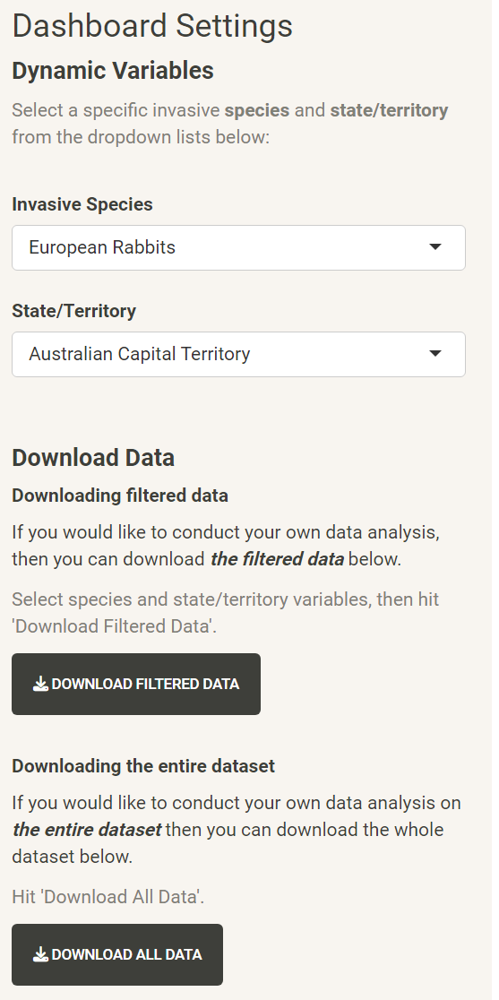 Dashboard Settings
Dynamic Variables
Select a specific invasive species and state/territory
from the dropdown lists below:
Invasive Species
European Rabbits
State/Territory
Australian Capital Territory
Download Data
Downloading filtered data
If you would like to conduct your own data analysis,
then you can download the filtered data below.
Select species and state/territory variables, then hit
'Download Filtered Data'.
DOWNLOAD FILTERED DATA
Downloading the entire dataset
If you would like to conduct your own data analysis on
the entire dataset then you can download the whole
dataset below.
Hit 'Download All Data'.
DOWNLOAD ALL DATA